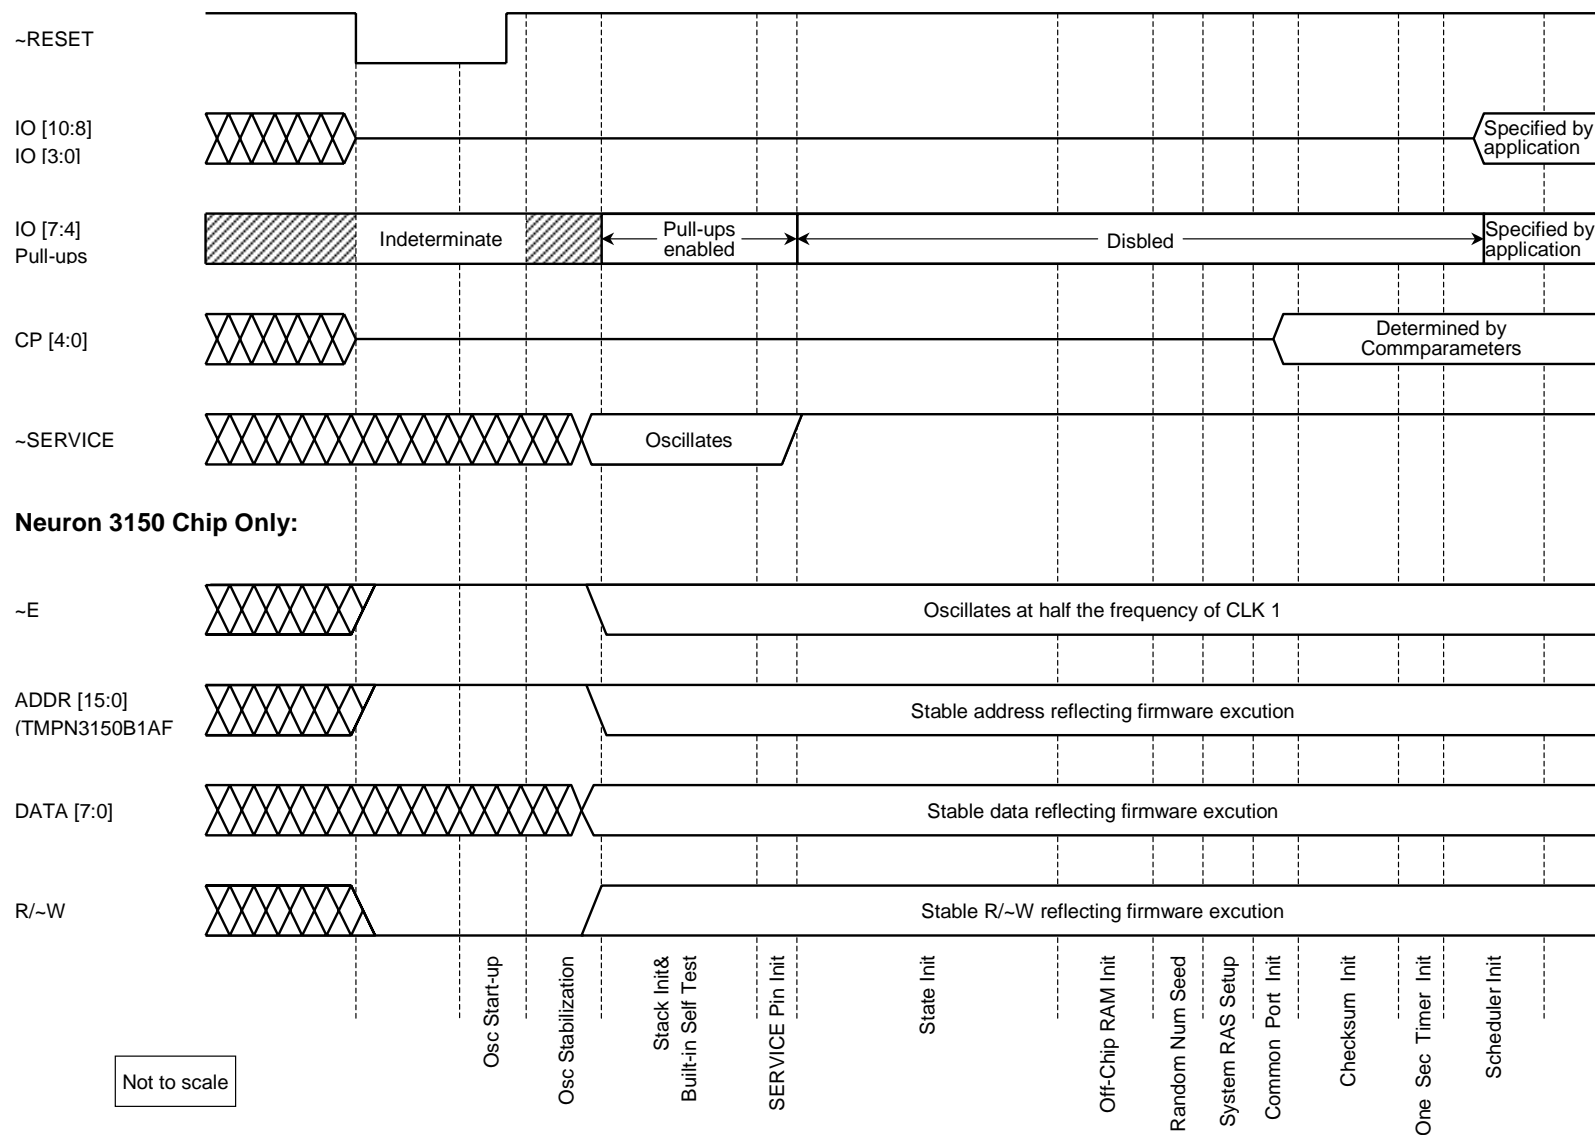 ~RESET
IO [10:8]
IO [3:0]
Specified by
application
IO [7:4]
Pull-ups
Indeterminate
Pull-ups
enabled
Disbled
Specified by
application
CP [4:0]
Determined by
Commparameters
~SERVICE
Oscillates
Neuron 3150 Chip Only:
~E
Oscillates at half the frequency of CLK 1
ADDR [15:0]
(TMPN3150B1AF
Stable address reflecting firmware excution
DATA [7:0]
Stable data reflecting firmware excution
R/~W
Stable R/~W reflecting firmware excution
Osc Start-up
Osc Stabilization
Stack Init&
Built-in Self Test
SERVICE Pin Init
State Init
Off-Chip RAM Init
Random Num Seed
System RAS Setup
Common Port Init
Checksum Init
One Sec Timer Init
Scheduler Init
Not to scale